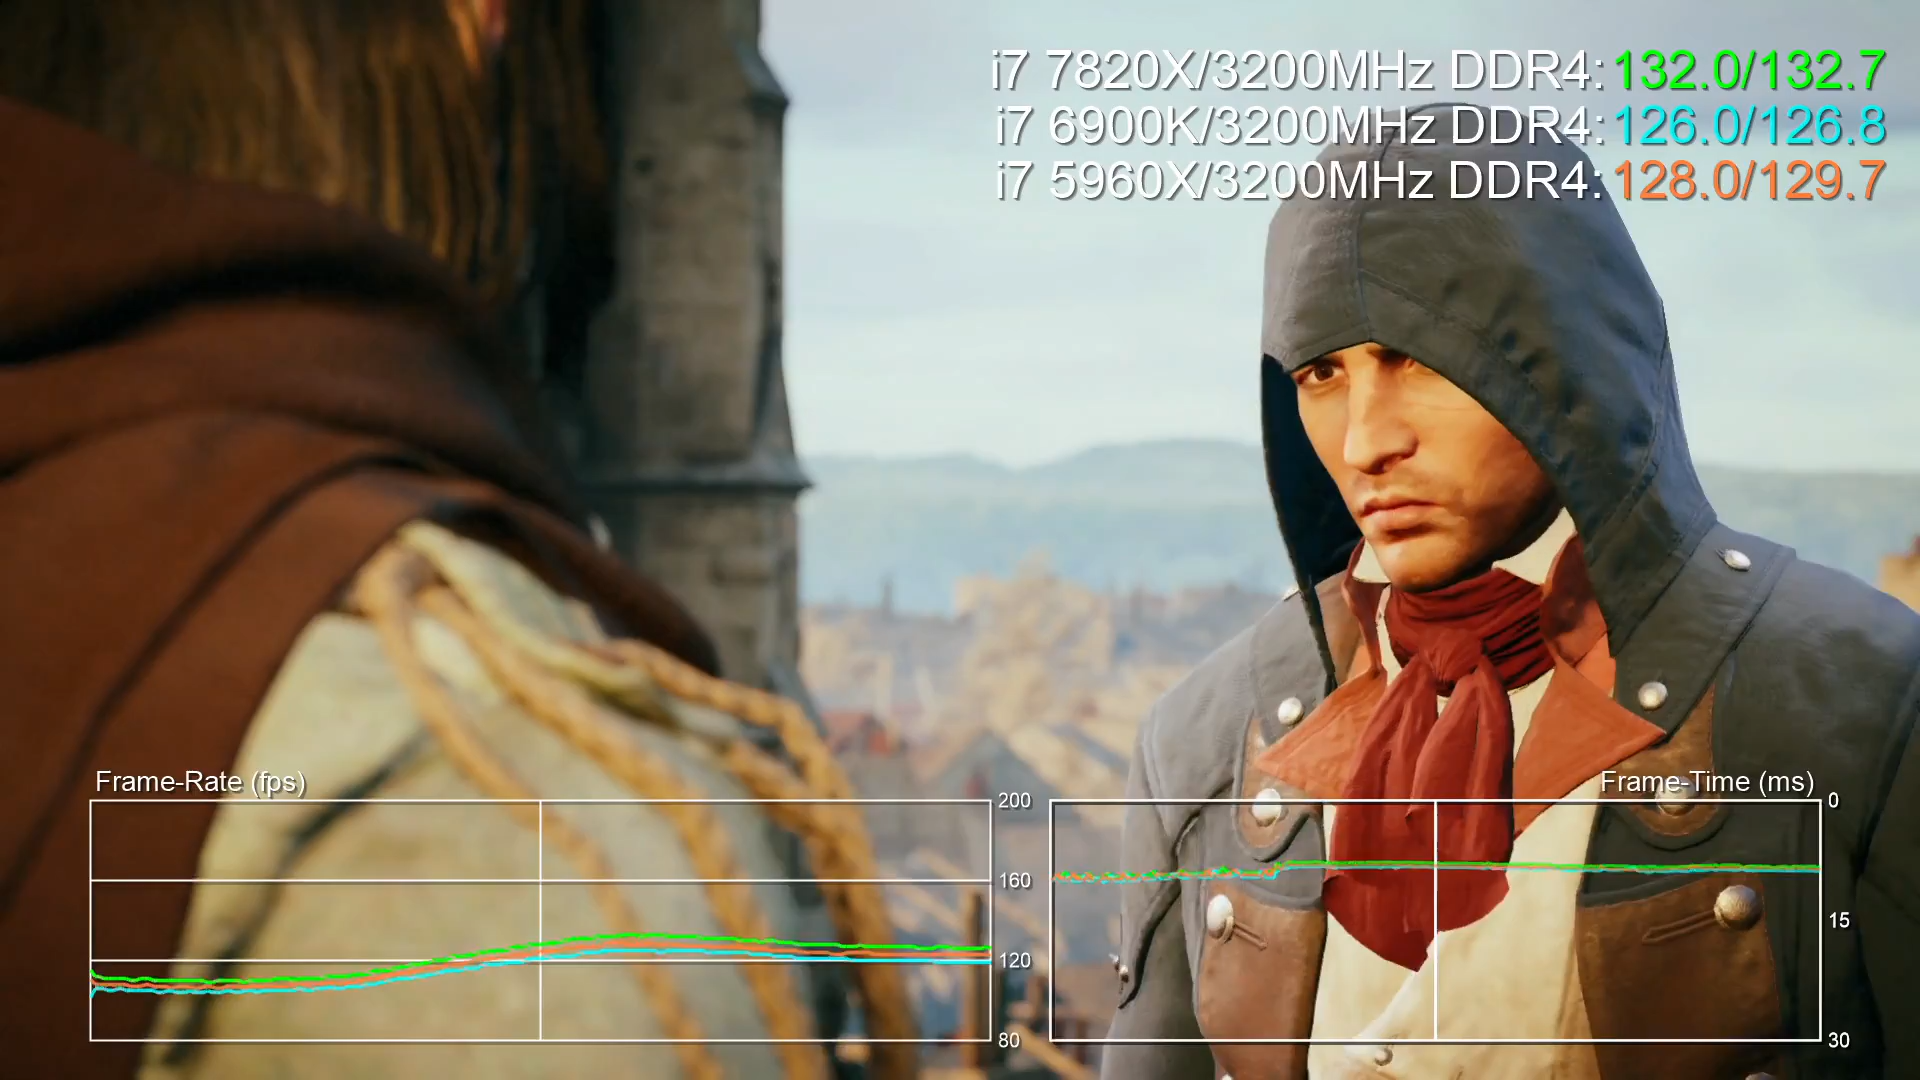 i7 7820X/3200MHz DDR4:132.0/132.7
i7 6900K/3200MHz DDR4:126.0/126.8
i7 5960X/3200MHz DDR4:128.0/129.7
Frame-Rate (fps)
200
160
120
80
Frame-Time (ms)
0
15
30